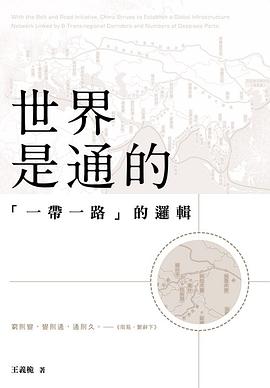 With the Belt and Road Initiative, China Strives to Establish a Global Infrastructure
Network Linked by 6 Trans-regional Corridors and Numbers of Deep-sea Ports.
世界
是通的
「一帶一路」的邏輯
窮則變，變則通，通則久。——《周易·繫辭下》
王義桅 著